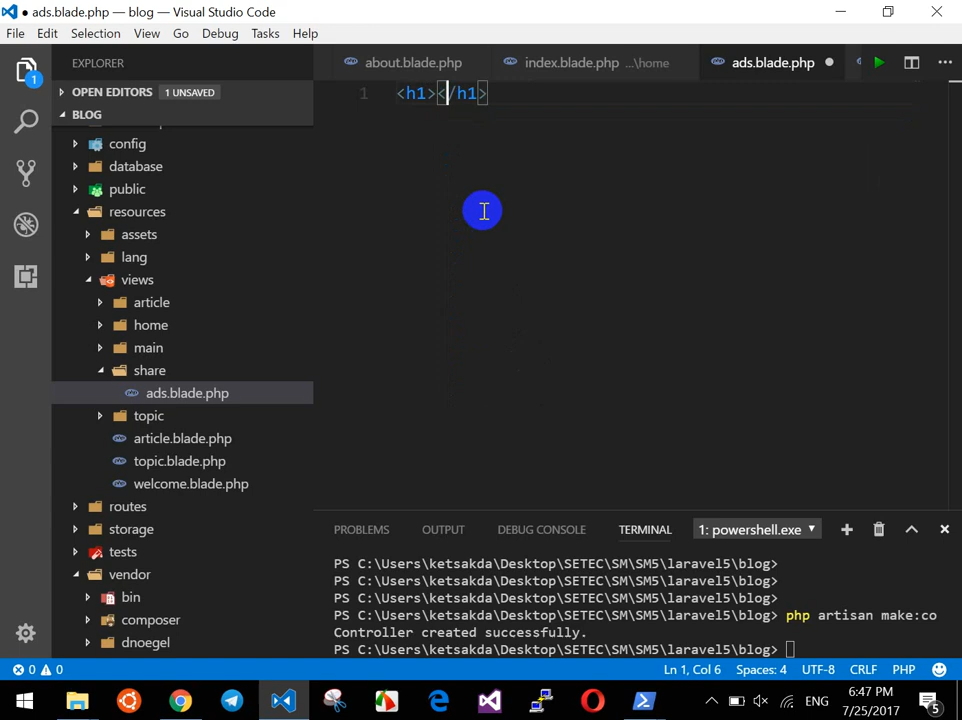 ● ads.blade.php — blog — Visual Studio Code
File Edit Selection View Go Debug Tasks Help
EXPLORER
about.blade.php
index.blade.php ...\home
ads.blade.php
1
OPEN EDITORS 1 UNSAVED
BLOG
1 <h1></h1>
config
database
public
resources
assets
lang
views
article
home
main
share
ads.blade.php
topic
article.blade.php
topic.blade.php
welcome.blade.php
routes
storage
tests
vendor
bin
composer
dnoegel
PROBLEMS OUTPUT DEBUG CONSOLE TERMINAL 1: powershell.exe
PS C:\Users\ketsakda\Desktop\SETEC\SM\SM5\laravel5\blog>
PS C:\Users\ketsakda\Desktop\SETEC\SM\SM5\laravel5\blog>
PS C:\Users\ketsakda\Desktop\SETEC\SM\SM5\laravel5\blog>
PS C:\Users\ketsakda\Desktop\SETEC\SM\SM5\laravel5\blog> php artisan make:co
Controller created successfully.
PS C:\Users\ketsakda\Desktop\SETEC\SM\SM5\laravel5\blog>
0 0 Ln 1, Col 6 Spaces: 4 UTF-8 CRLF PHP
ENG
6:47 PM
7/25/2017
5